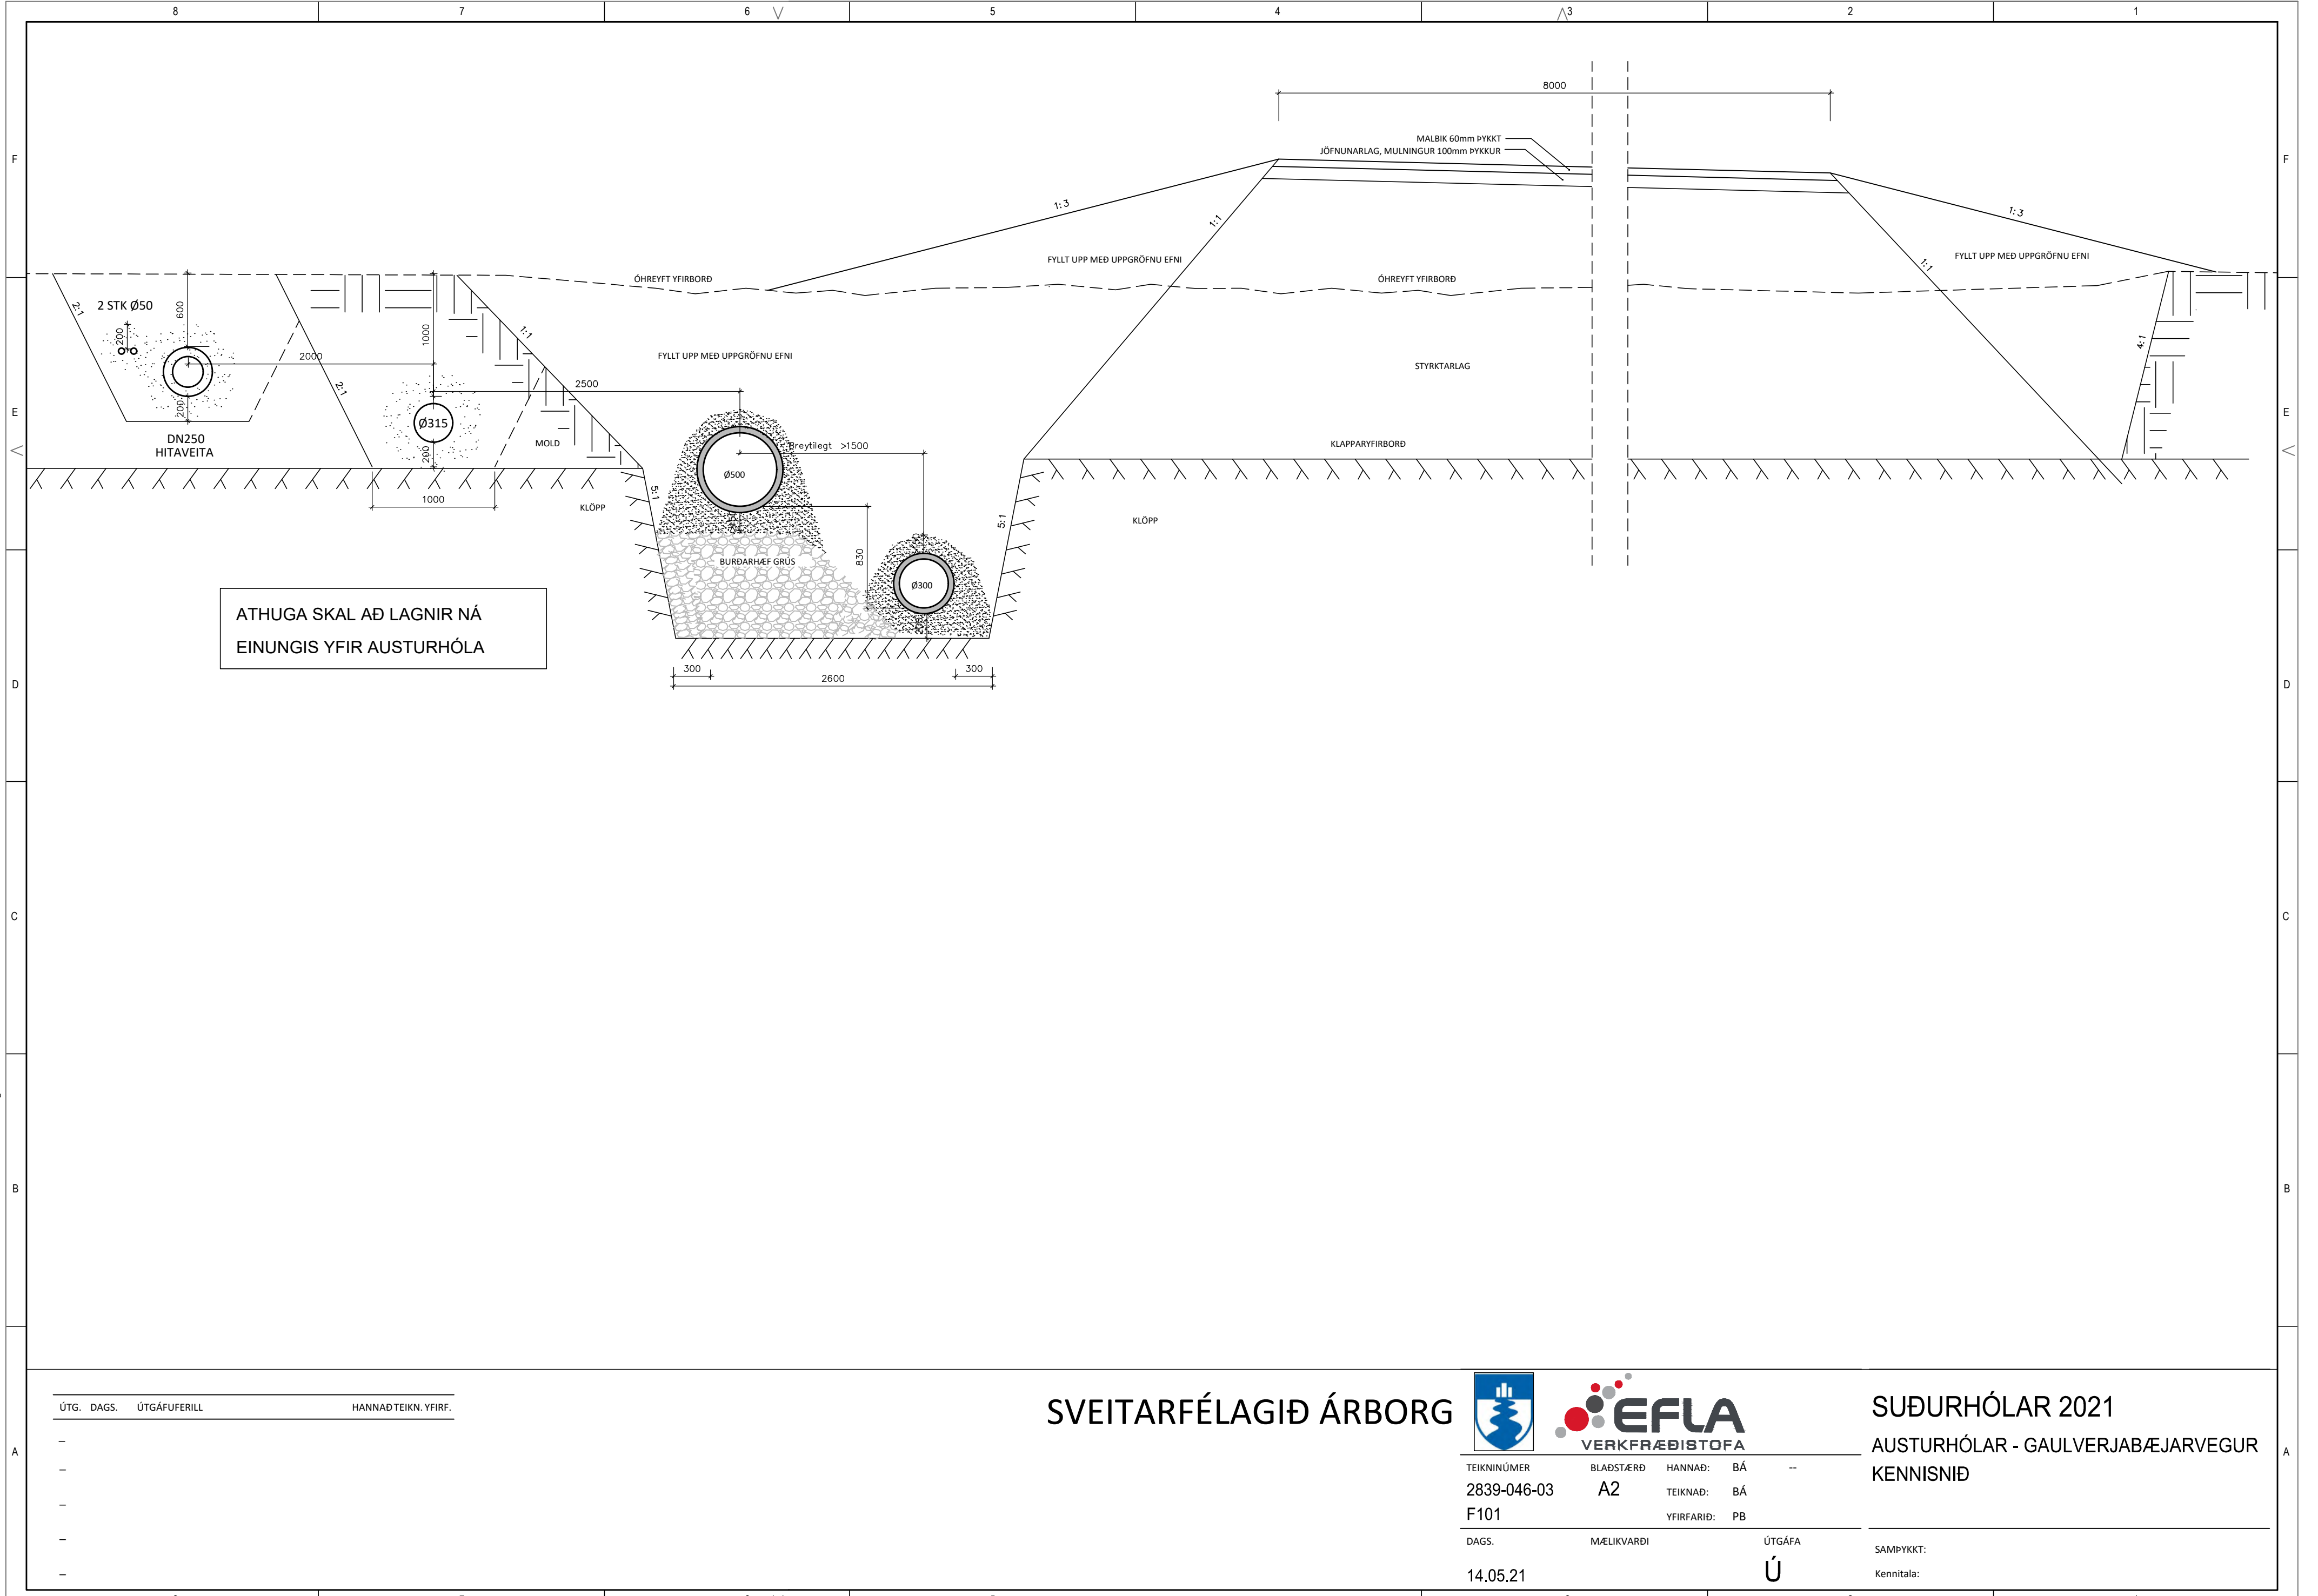 8 7 6 5 4 3 2 1
8000
MALBIK 60mm ÞYKKT
JÖFNUNARLAG, MULNINGUR 100mm ÞYKKUR
F F
1:3
1:1
1:3
FYLLT UPP MEÐ UPPGRÖFNU EFNI
FYLLT UPP MEÐ UPPGRÖFNU EFNI
1:1
ÓHREYFT YFIRBORÐ
ÓHREYFT YFIRBORÐ
2:1
2 STK Ø50
600
200
1000
1:1
2000
FYLLT UPP MEÐ UPPGRÖFNU EFNI
STYRKTARLAG
4:1
2:1
2500
E E
200
Ø315
DN250
HITAVEITA
MOLD
200
Breytilegt >1500
KLAPPARYFIRBORÐ
Ø500
1000
KLÖPP
5:1
5:1
KLÖPP
830
BURÐARHÆF GRÚS
Ø300
ATHUGA SKAL AÐ LAGNIR NÁ
EINUNGIS YFIR AUSTURHÓLA
300 300
2600
D D
C C
B B
A A
ÚTG. DAGS. ÚTGÁFUFERILL HANNAÐ TEIKN. YFIRF.
–
–
–
–
–
SVEITARFÉLAGIÐ ÁRBORG
EFLA
VERKFRÆÐISTOFA
TEIKNINÚMER BLAÐSTÆRÐ HANNAÐ: BÁ --
2839-046-03 A2 TEIKNAÐ: BÁ
F101 YFIRFARIÐ: PB
DAGS. MÆLIKVARÐI ÚTGÁFA
14.05.21 Ú
SUÐURHÓLAR 2021
AUSTURHÓLAR - GAULVERJABÆJARVEGUR
KENNISNIÐ
SAMÞYKKT:
Kennitala: